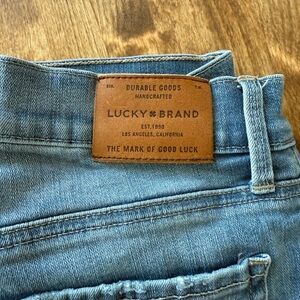 DURABLE GOODS
HANDCRAFTED
LUCKY BRAND
EST. 1990
LOS ANGELES, CALIFORNIA
THE MARK OF GOOD LUCK